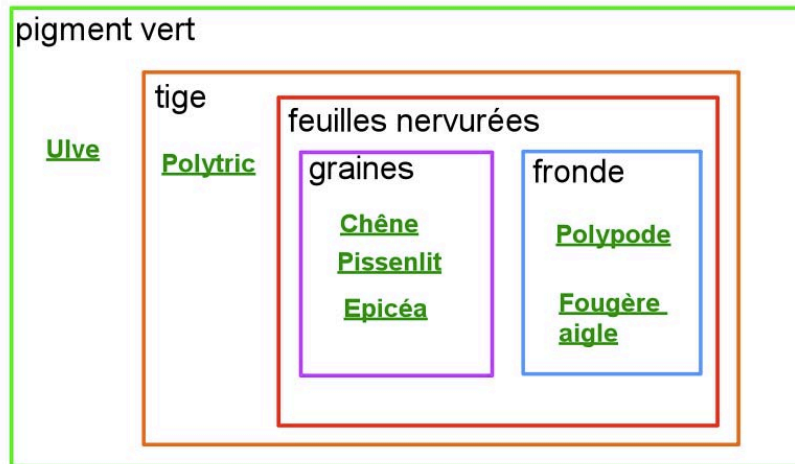 pigment vert
tige
feuilles nervurées
Ulve
Polytric
graines
fronde
Chêne
Pissenlit
Epicéa
Polypode
Fougère
aigle